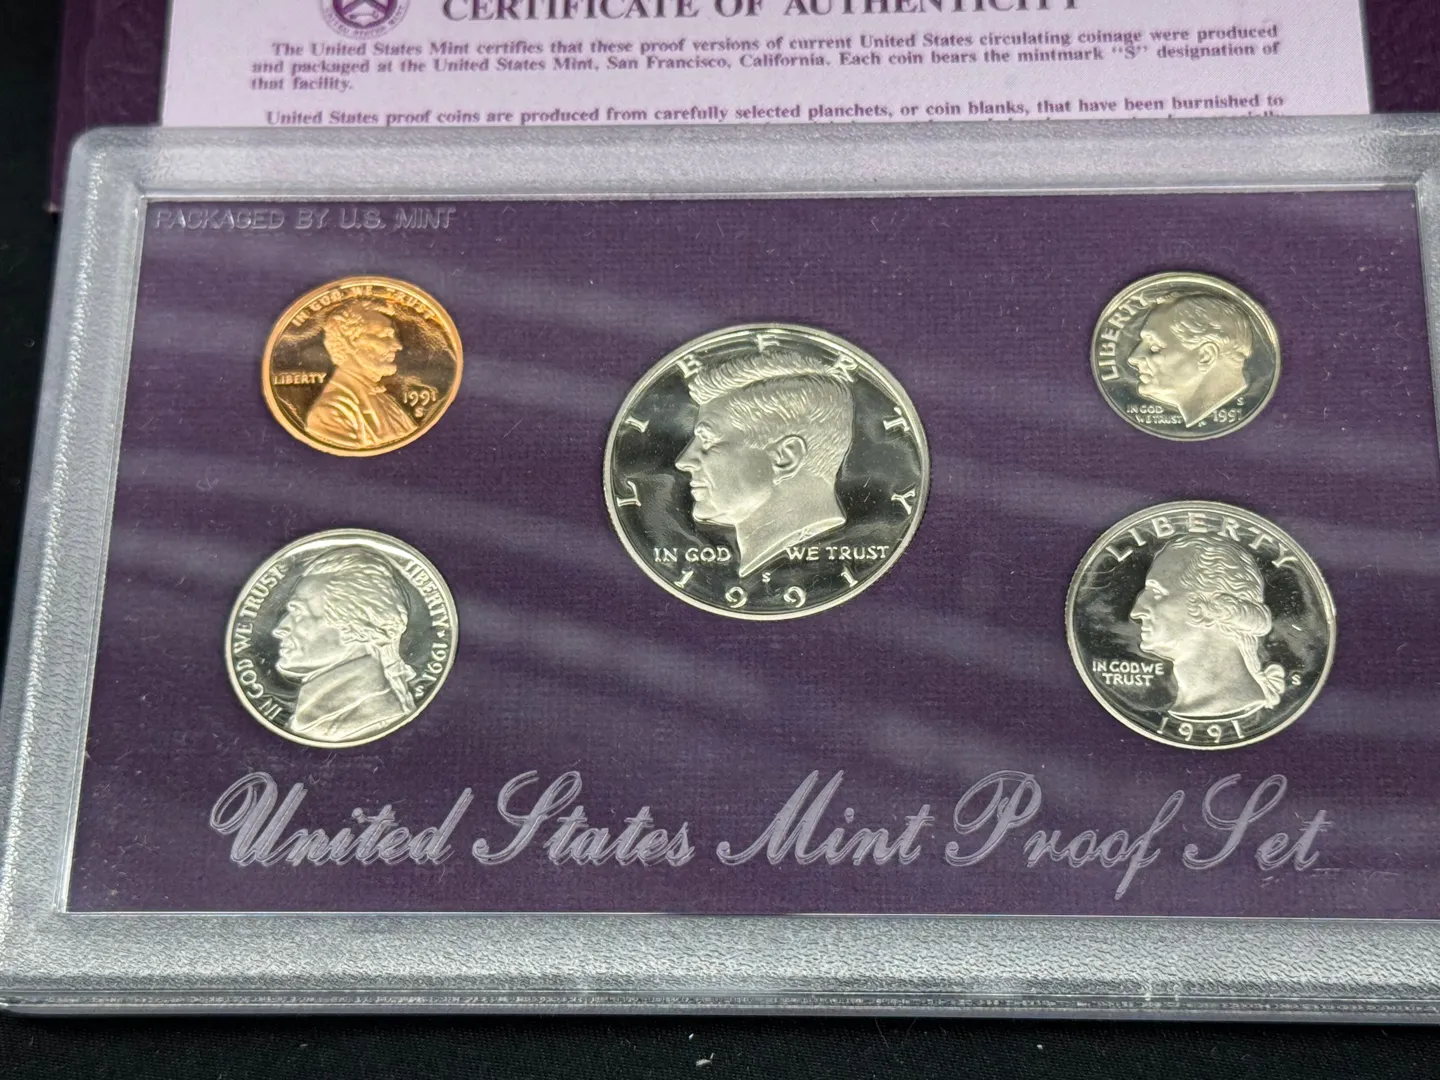 CERTIFICATE OF AUTHENTICITY
The United States Mint certifies that these proof versions of current United States circulating coinage were produced
and packaged at the United States Mint, San Francisco, California. Each coin bears the mintmark "S" designation of
that facility.
United States proof coins are produced from carefully selected planchets, or coin blanks, that have been burnished to
PACKAGED BY U.S. MINT
IN GOD WE TRUST
LIBERTY
1991
S
LIBERTY
IN GOD WE TRUST
S
1991
LIBERTY
IN GOD
WE TRUST
S
1991
IN GOD WE TRUST
LIBERTY 1991
S
LIBERTY
IN GOD WE
TRUST
S
1991
United States Mint Proof Set